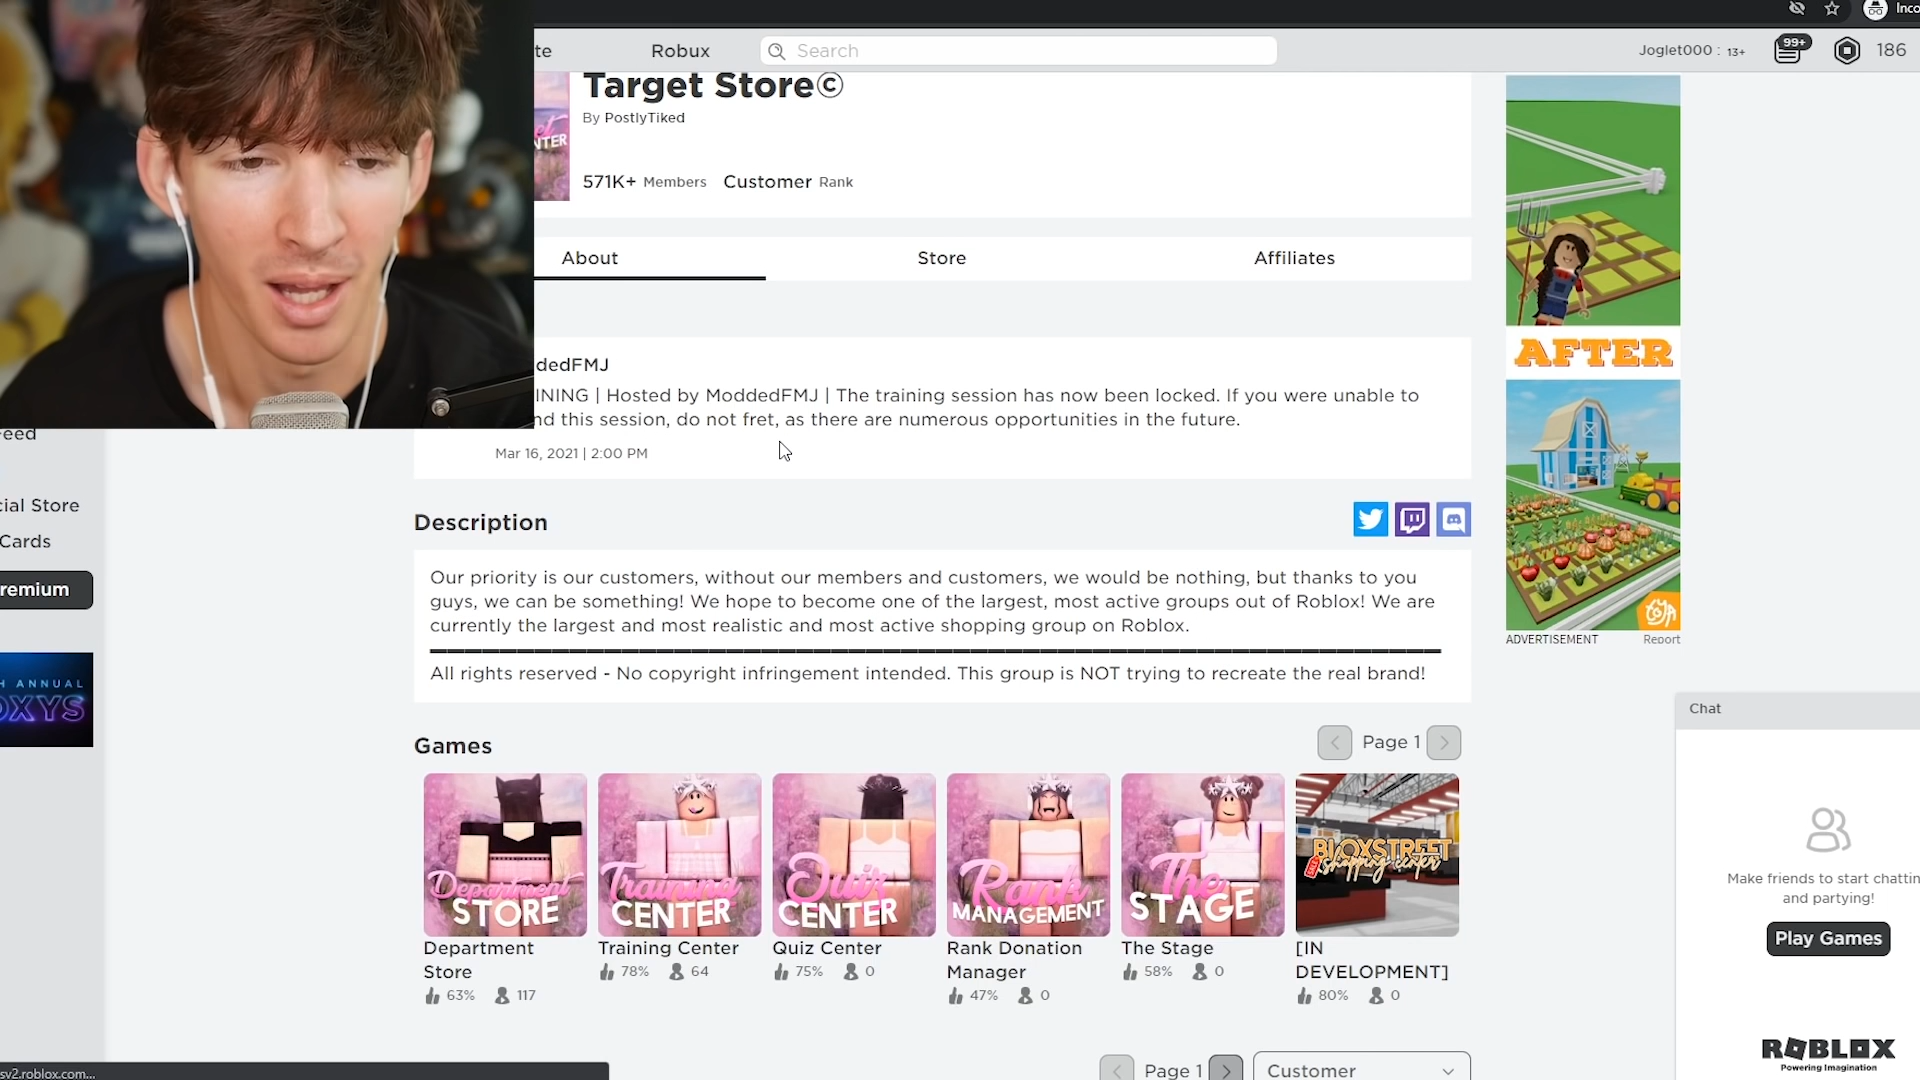 Inco
te
Robux
Search
Joglet000 : 13+
99+
186
Target Store©
By PostlyTiked
571K+ Members Customer Rank
About
Store
Affiliates
dedFMJ
INING | Hosted by ModdedFMJ | The training session has now been locked. If you were unable to
nd this session, do not fret, as there are numerous opportunities in the future.
Mar 16, 2021 | 2:00 PM
AFTER
ADVERTISEMENT
Report
eed
cial Store
Cards
remium
H ANNUAL
OXYS
Description
Our priority is our customers, without our members and customers, we would be nothing, but thanks to you
guys, we can be something! We hope to become one of the largest, most active groups out of Roblox! We are
currently the largest and most realistic and most active shopping group on Roblox.
All rights reserved - No copyright infringement intended. This group is NOT trying to recreate the real brand!
Games
Page 1
Department
STORE
Training
CENTER
Quiz
CENTER
Rank
MANAGEMENT
The
STAGE
BLOXSTREET
shopping center
Department
Store
63% 117
Training Center
78% 64
Quiz Center
75% 0
Rank Donation
Manager
47% 0
The Stage
58% 0
[IN
DEVELOPMENT]
80% 0
Page 1
Customer
Chat
Make friends to start chattin
and partying!
Play Games
ROBLOX
Powering Imagination
sv2.roblox.com...